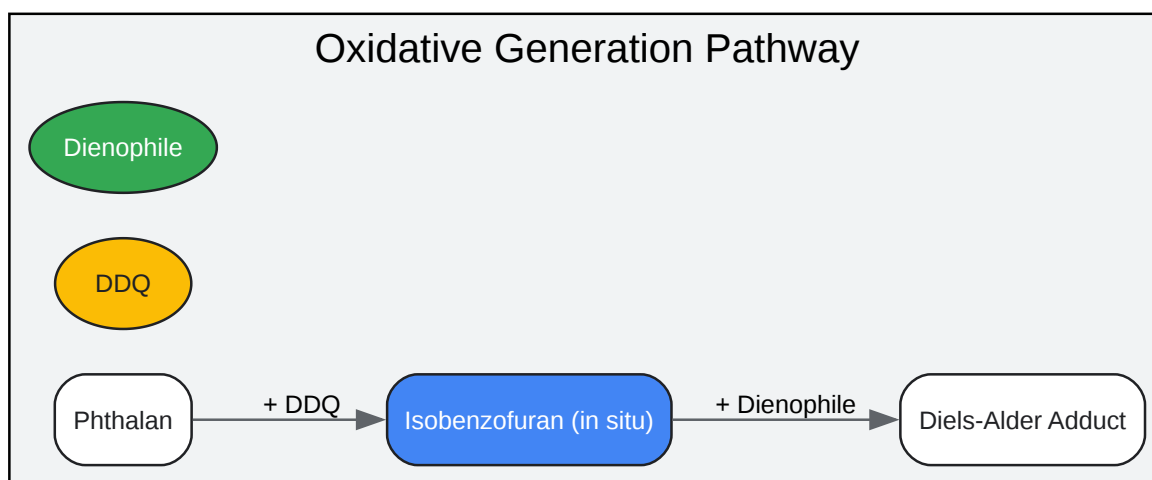 Oxidative Generation Pathway
Dienophile
DDQ
Phthalan
+ DDQ
Isobenzofuran (in situ)
+ Dienophile
Diels-Alder Adduct